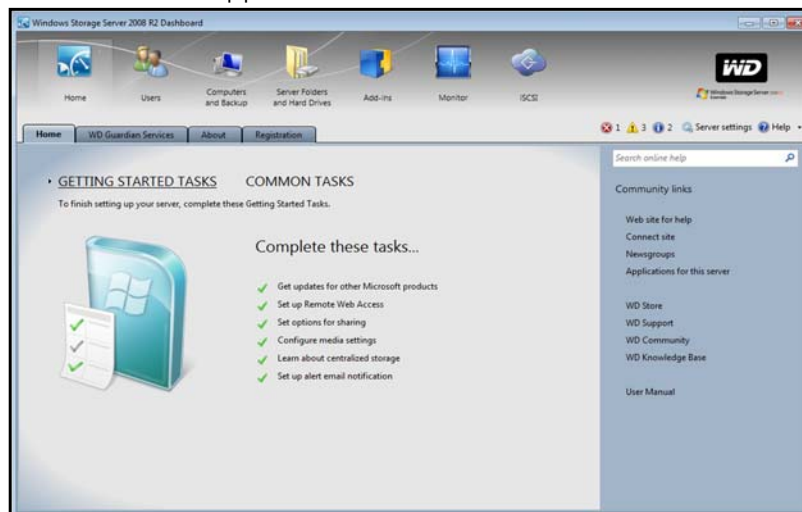 Windows Storage Server 2008 R2 Dashboard
Home
Users
Computers and Backup
Server Folders and Hard Drives
Add-ins
Monitor
iSCSI
WD
Windows Storage Server
Home
WD Guardian Services
About
Registration
1 3 2 Server settings Help
Search online help
GETTING STARTED TASKS COMMON TASKS
To finish setting up your server, complete these Getting Started Tasks.
Complete these tasks...
Get updates for other Microsoft products
Set up Remote Web Access
Set options for sharing
Configure media settings
Learn about centralized storage
Set up alert email notification
Community links
Web site for help
Connect site
Newsgroups
Applications for this server
WD Store
WD Support
WD Community
WD Knowledge Base
User Manual